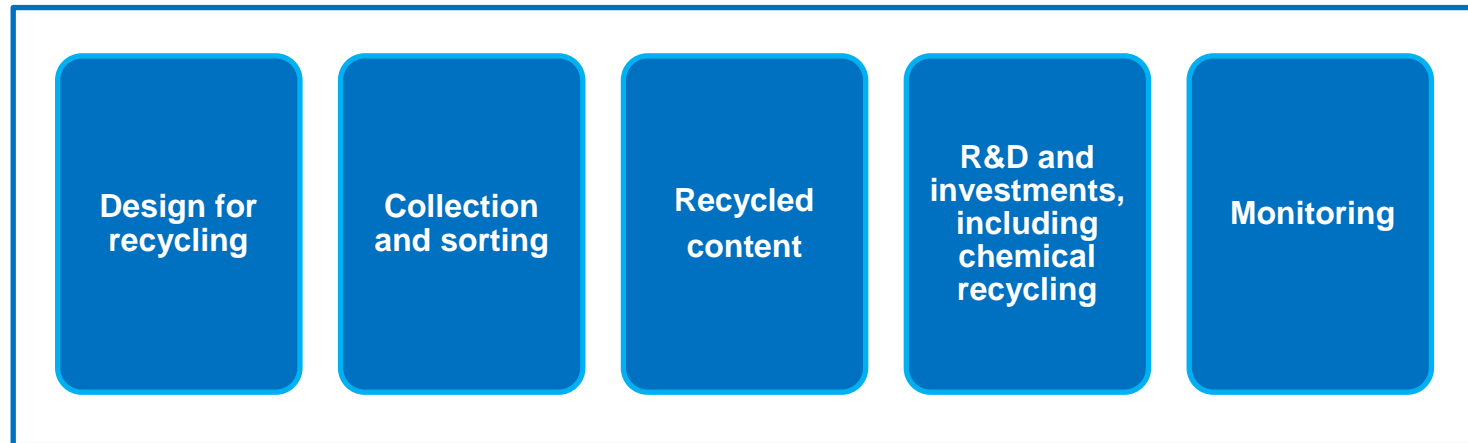 Design for
recycling
Collection
and sorting
Recycled
content
R&D and
investments,
including
chemical
recycling
Monitoring